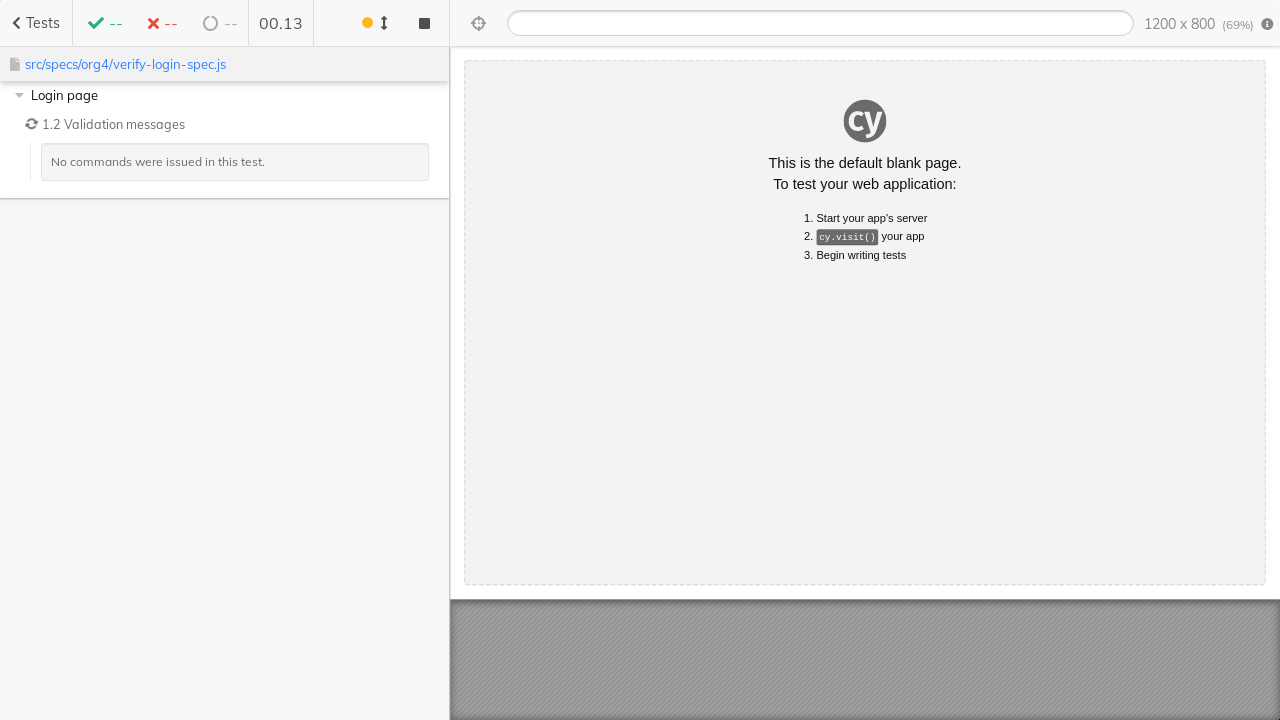 Tests
--
--
--
00.13
1200 x 800 (69%)
src/specs/org4/verify-login-spec.js
Login page
1.2 Validation messages
No commands were issued in this test.
cy
This is the default blank page.
To test your web application:
1. Start your app's server
2. cy.visit() your app
3. Begin writing tests